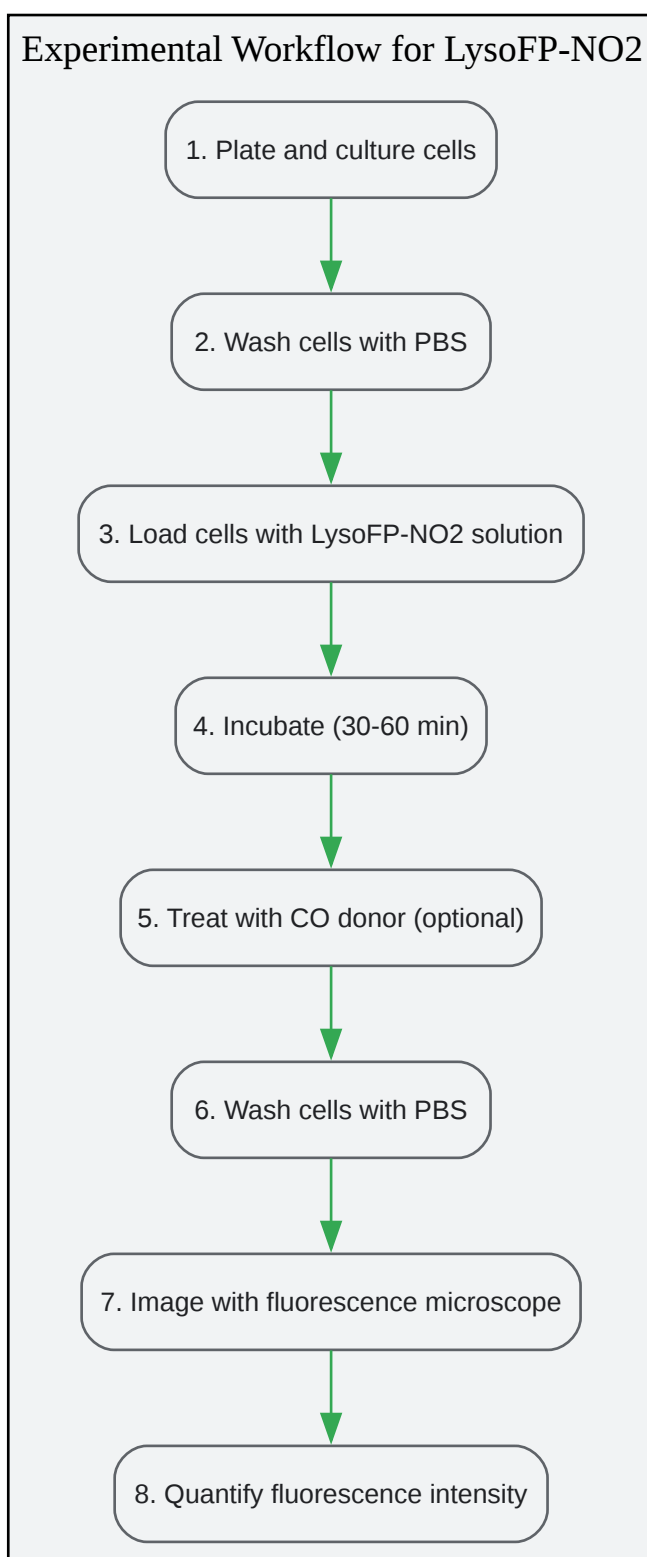 Experimental Workflow for LysoFP-NO2
1. Plate and culture cells
2. Wash cells with PBS
3. Load cells with LysoFP-NO2 solution
4. Incubate (30-60 min)
5. Treat with CO donor (optional)
6. Wash cells with PBS
7. Image with fluorescence microscope
8. Quantify fluorescence intensity